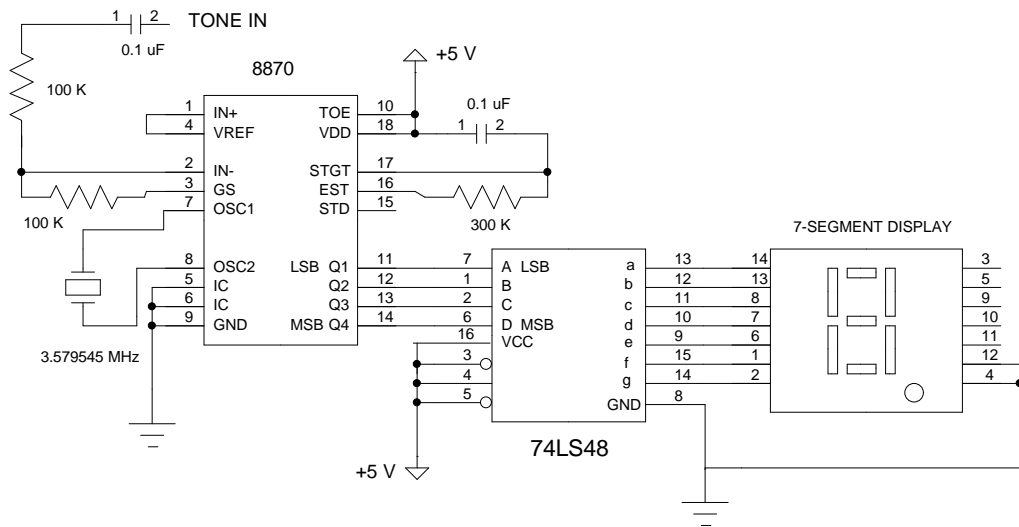 1 2 TONE IN
0.1 uF
+5 V
8870
100 K
0.1 uF
1 IN+ TOE 10
4 VREF VDD 18 1 2
2 IN- STGT 17
3 GS EST 16
7 OSC1 STD 15
100 K
300 K
7-SEGMENT DISPLAY
8 OSC2 LSB Q1 11 7 A LSB a 13 14 3
5 IC Q2 12 1 B b 12 13 5
6 IC Q3 13 2 C c 11 8 9
9 GND MSB Q4 14 6 D MSB d 10 7 10
16 VCC e 9 6 11
3.579545 MHz
3 f 15 1 12
4 g 14 2 4
5 GND 8
74LS48
+5 V